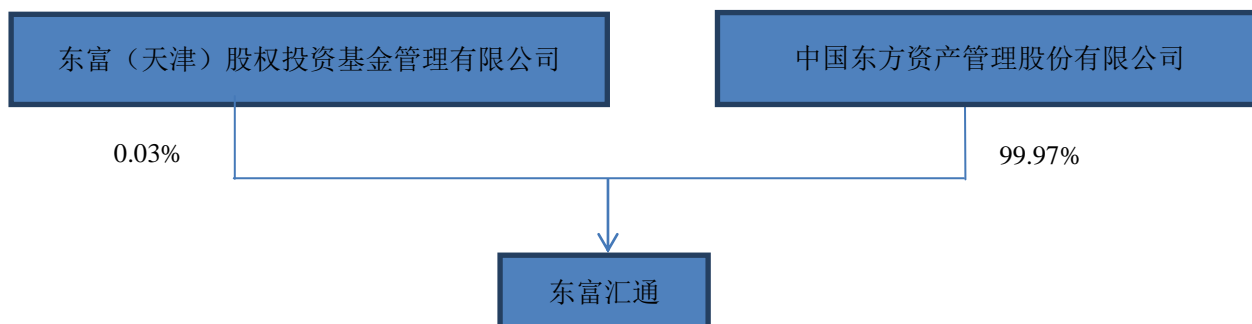 东富（天津）股权投资基金管理有限公司
中国东方资产管理股份有限公司
0.03%
99.97%
东富汇通